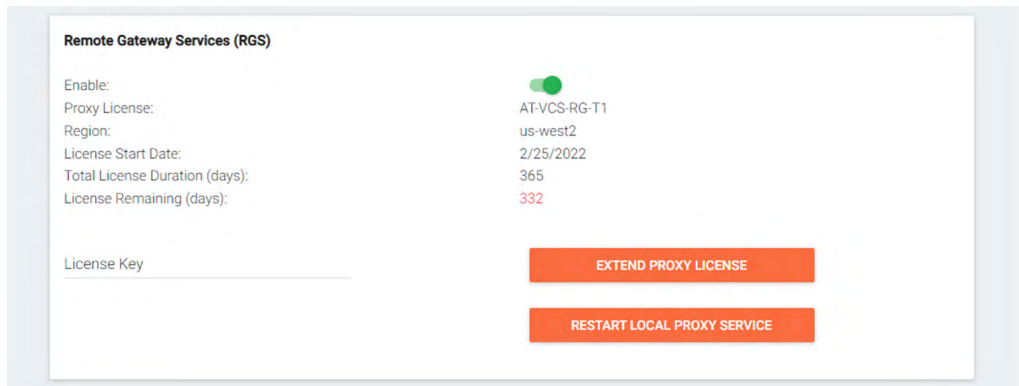 Remote Gateway Services (RGS)
Enable:
Proxy License: AT-VCS-RG-T1
Region: us-west2
License Start Date: 2/25/2022
Total License Duration (days): 365
License Remaining (days): 332
License Key EXTEND PROXY LICENSE
RESTART LOCAL PROXY SERVICE